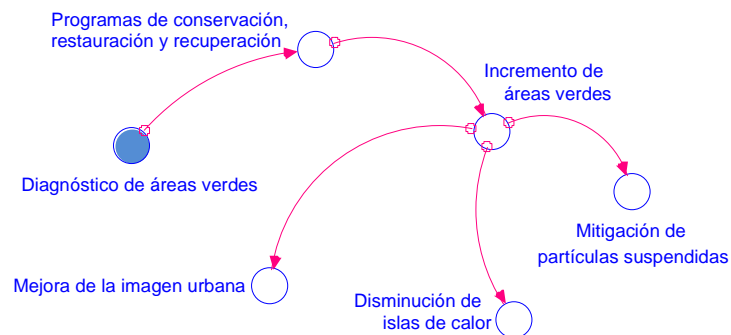 Programas de conservación,
restauración y recuperación
Incremento de
áreas verdes
Diagnóstico de áreas verdes
Mitigación de
partículas suspendidas
Mejora de la imagen urbana
Disminución de
islas de calor